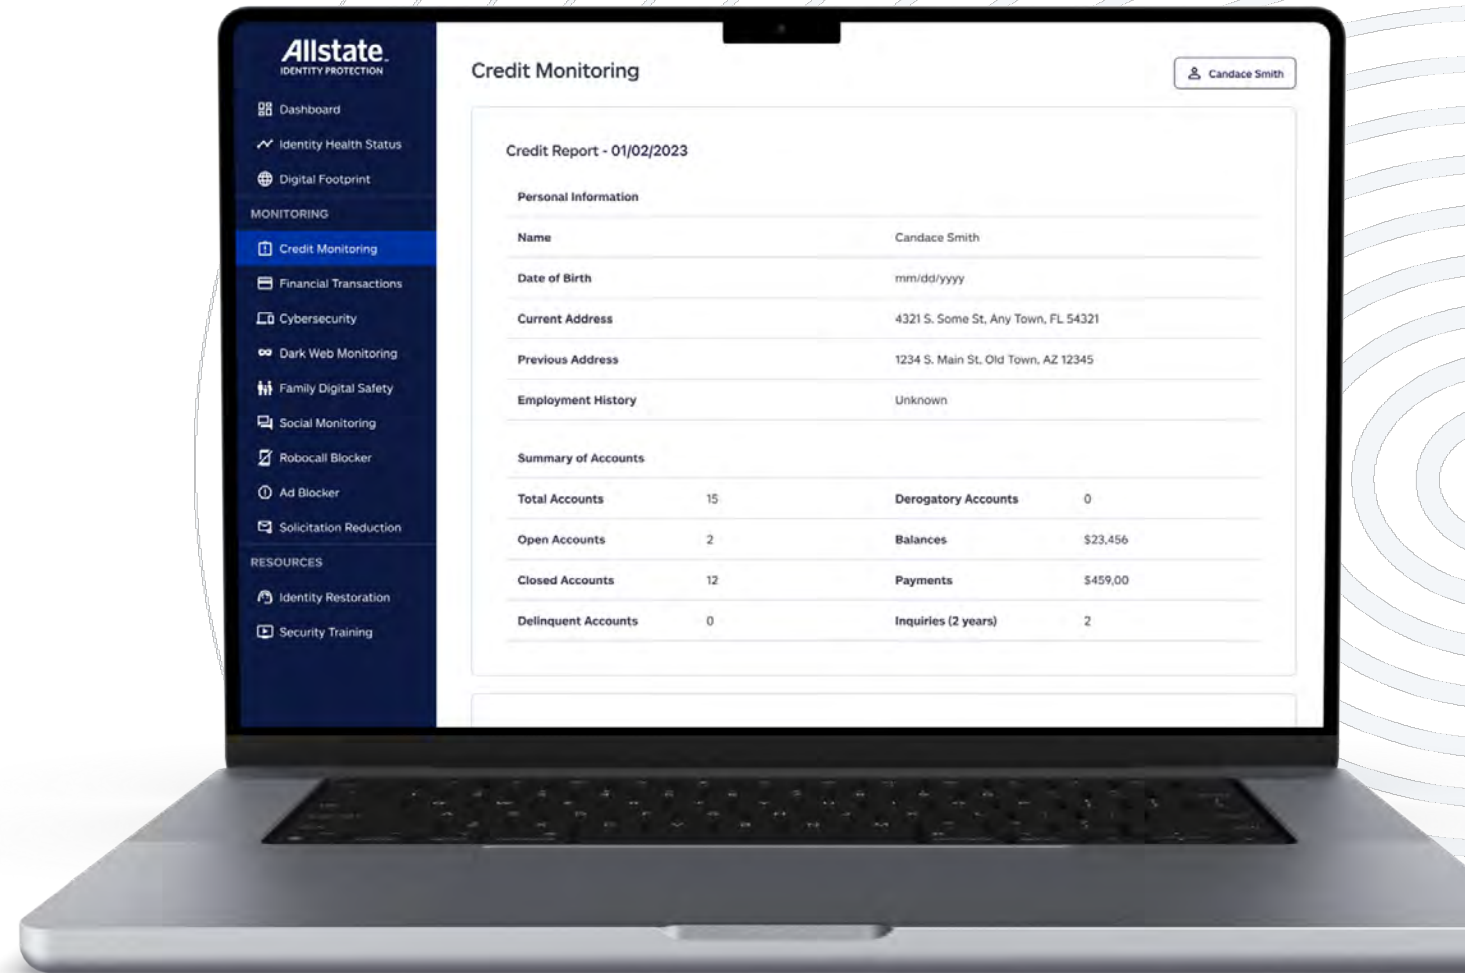 Allstate
IDENTITY PROTECTION
Dashboard
Identity Health Status
Digital Footprint
MONITORING
Credit Monitoring
Financial Transactions
Cybersecurity
Dark Web Monitoring
Family Digital Safety
Social Monitoring
Robocall Blocker
Ad Blocker
Solicitation Reduction
RESOURCES
Identity Restoration
Security Training
Credit Monitoring
Candace Smith
Credit Report - 01/02/2023
Personal Information
Name Candace Smith
Date of Birth mm/dd/yyyy
Current Address 4321 S. Some St, Any Town, FL 54321
Previous Address 1234 S. Main St, Old Town, AZ 12345
Employment History Unknown
Summary of Accounts
Total Accounts 15 Derogatory Accounts 0
Open Accounts 2 Balances $23,456
Closed Accounts 12 Payments $459,00
Delinquent Accounts 0 Inquiries (2 years) 2